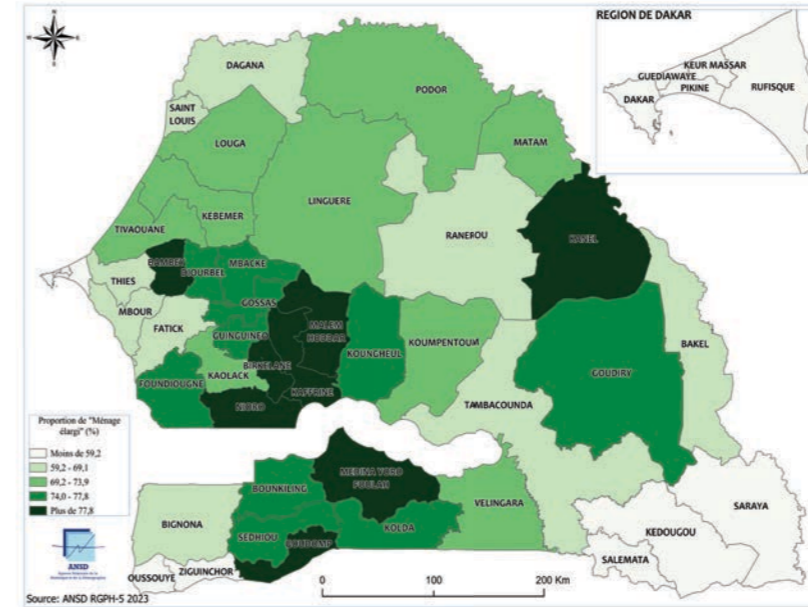 REGION DE DAKAR
KEUR MASSAR
GUEDIAWAYE
PIKINE
RUFISQUE
DAKAR
DAGANA
PODOR
SAINT
LOUIS
LOUGA
MATAM
LINGUERE
KEBEMER
TIVAOUANE
RANEROU
KANEL
BAMBEY
DIOURBEL
MBACKE
THIES
GOSSAS
MBOUR
FATICK
GUINGUINEO
MALEM
HODDAR
BIRKELANE
KOUNGHEUL
KOUMPENTOUM
BAKEL
GOUDIRY
FOUNDIOUGNE
KAOLACK
KAFFRINE
NIORO
TAMBACOUNDA
Proportion de "Ménage
élargi" (%)
Moins de 59,2
59,2 - 69,1
69,2 - 73,9
74,0 - 77,8
Plus de 77,8
MEDINA YORO
FOULAH
BOUNKILING
VELINGARA
BIGNONA
SEDHIOU
GOUDOMP
KOLDA
SARAYA
KEDOUGOU
SALEMATA
OUSSOUYE
ZIGUINCHOR
ANSD
0 100 200 Km
Source: ANSD RGPH-5 2023